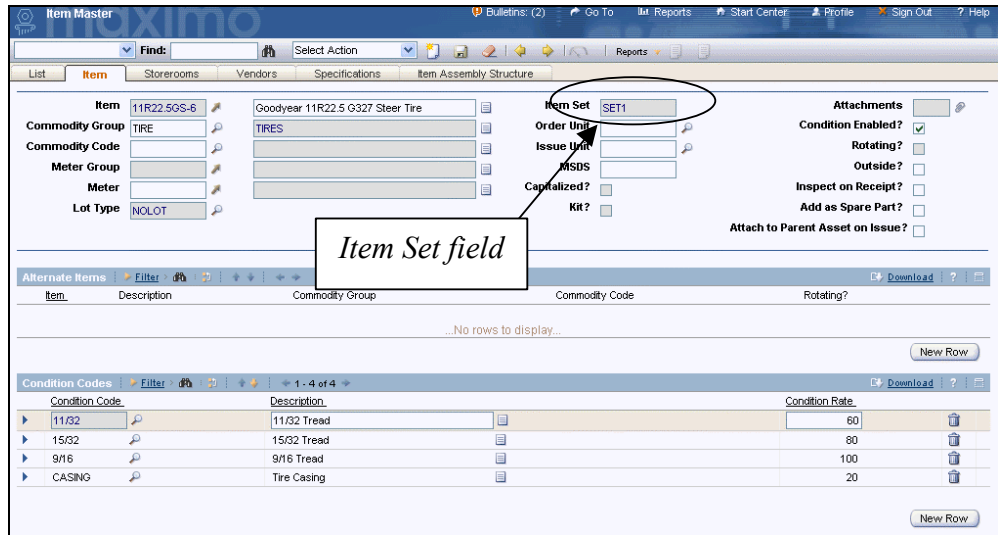 maximo
Item Master
Bulletins: (2) Go To Reports Start Center Profile Sign Out ? Help
Find: Select Action Reports
List Item Storerooms Vendors Specifications Item Assembly Structure
Item 11R22.5GS-6 Goodyear 11R22.5 G327 Steer Tire Item Set SET1 Attachments
Commodity Group TIRE TIRES Order Unit Condition Enabled?
Commodity Code Issue Unit Rotating?
Meter Group MSDS Outside?
Meter Capitalized? Inspect on Receipt?
Lot Type NOLOT Kit? Add as Spare Part?
Attach to Parent Asset on Issue?
Item Set field
Alternate Items Filter Download ?
Item Description Commodity Group Commodity Code Rotating?
...No rows to display...
New Row
Condition Codes Filter 1 - 4 of 4 Download ?
Condition Code Description Condition Rate
11/32 11/32 Tread 60
15/32 15/32 Tread 80
9/16 9/16 Tread 100
CASING Tire Casing 20
New Row